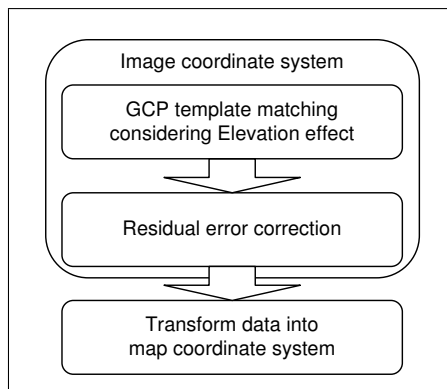 Image coordinate system
GCP template matching
considering Elevation effect
Residual error correction
Transform data into
map coordinate system